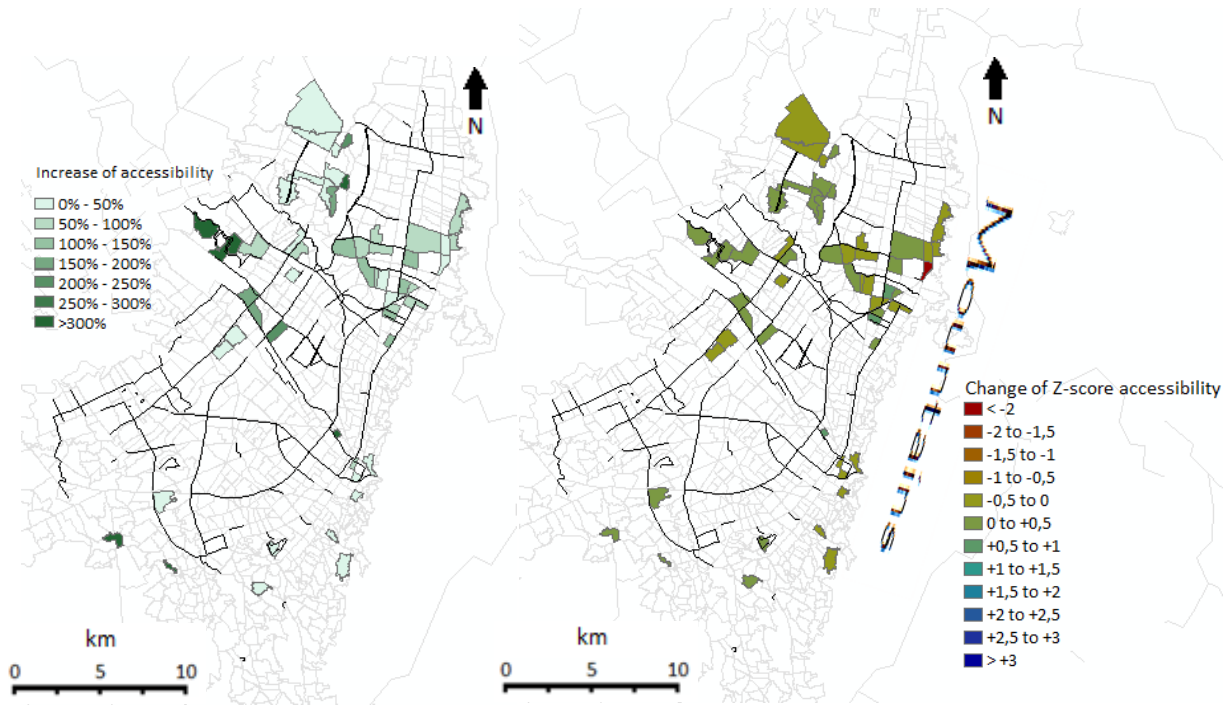 N
Increase of accessibility
0% - 50%
50% - 100%
100% - 150%
150% - 200%
200% - 250%
250% - 300%
>300%
km
0 5 10
N
Mountains
Change of Z-score accessibility
< -2
-2 to -1,5
-1,5 to -1
-1 to -0,5
-0,5 to 0
0 to +0,5
+0,5 to +1
+1 to +1,5
+1,5 to +2
+2 to +2,5
+2,5 to +3
> +3
km
0 5 10